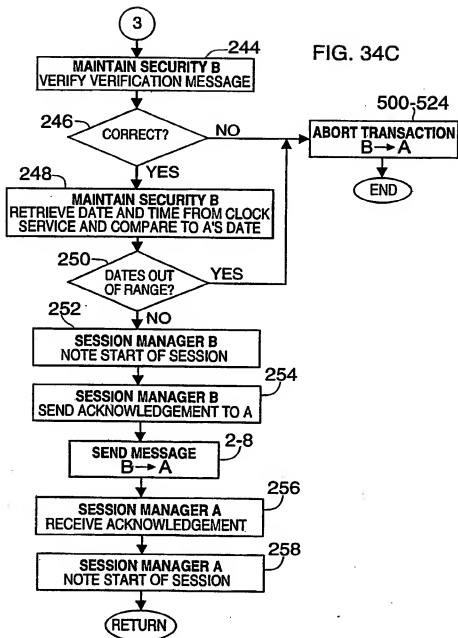 3
244
FIG. 34C
MAINTAIN SECURITY B
VERIFY VERIFICATION MESSAGE
500-524
246
CORRECT?
NO
ABORT TRANSACTION
B→A
YES
END
248
MAINTAIN SECURITY B
RETRIEVE DATE AND TIME FROM CLOCK
SERVICE AND COMPARE TO A'S DATE
250
DATES OUT
OF RANGE?
YES
252
NO
SESSION MANAGER B
NOTE START OF SESSION
254
SESSION MANAGER B
SEND ACKNOWLEDGEMENT TO A
2-8
SEND MESSAGE
B→A
256
SESSION MANAGER A
RECEIVE ACKNOWLEDGEMENT
258
SESSION MANAGER A
NOTE START OF SESSION
RETURN